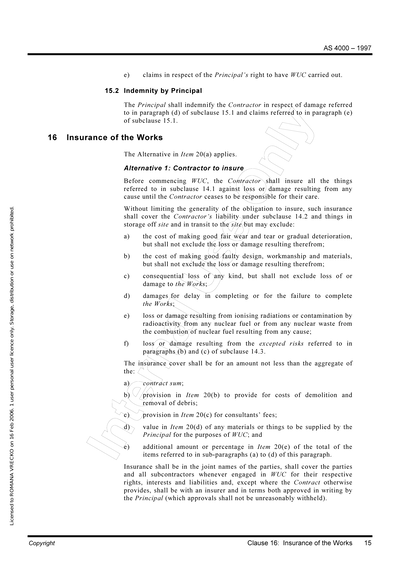 AS 4000 – 1997
e) claims in respect of the Principal's right to have WUC carried out.
15.2 Indemnity by Principal
The Principal shall indemnify the Contractor in respect of damage referred
to in paragraph (d) of subclause 15.1 and claims referred to in paragraph (e)
of subclause 15.1.
16 Insurance of the Works
The Alternative in Item 20(a) applies.
Alternative 1: Contractor to insure
Before commencing WUC, the Contractor shall insure all the things
referred to in subclause 14.1 against loss or damage resulting from any
cause until the Contractor ceases to be responsible for their care.
Without limiting the generality of the obligation to insure, such insurance
shall cover the Contractor's liability under subclause 14.2 and things in
storage off site and in transit to the site but may exclude:
a) the cost of making good fair wear and tear or gradual deterioration,
but shall not exclude the loss or damage resulting therefrom;
b) the cost of making good faulty design, workmanship and materials,
but shall not exclude the loss or damage resulting therefrom;
c) consequential loss of any kind, but shall not exclude loss of or
damage to the Works;
d) damages for delay in completing or for the failure to complete
the Works;
e) loss or damage resulting from ionising radiations or contamination by
radioactivity from any nuclear fuel or from any nuclear waste from
the combustion of nuclear fuel resulting from any cause;
f) loss or damage resulting from the excepted risks referred to in
paragraphs (b) and (c) of subclause 14.3.
The insurance cover shall be for an amount not less than the aggregate of
the:
a) contract sum;
b) provision in Item 20(b) to provide for costs of demolition and
removal of debris;
c) provision in Item 20(c) for consultants' fees;
d) value in Item 20(d) of any materials or things to be supplied by the
Principal for the purposes of WUC; and
e) additional amount or percentage in Item 20(e) of the total of the
items referred to in sub-paragraphs (a) to (d) of this paragraph.
Insurance shall be in the joint names of the parties, shall cover the parties
and all subcontractors whenever engaged in WUC for their respective
rights, interests and liabilities and, except where the Contract otherwise
provides, shall be with an insurer and in terms both approved in writing by
the Principal (which approvals shall not be unreasonably withheld).
Licensed to ROMANA VRECKO on 16 Feb 2006. 1 user personal user licence only. Storage, distribution or use on network prohibited.
Copyright Clause 16: Insurance of the Works 15